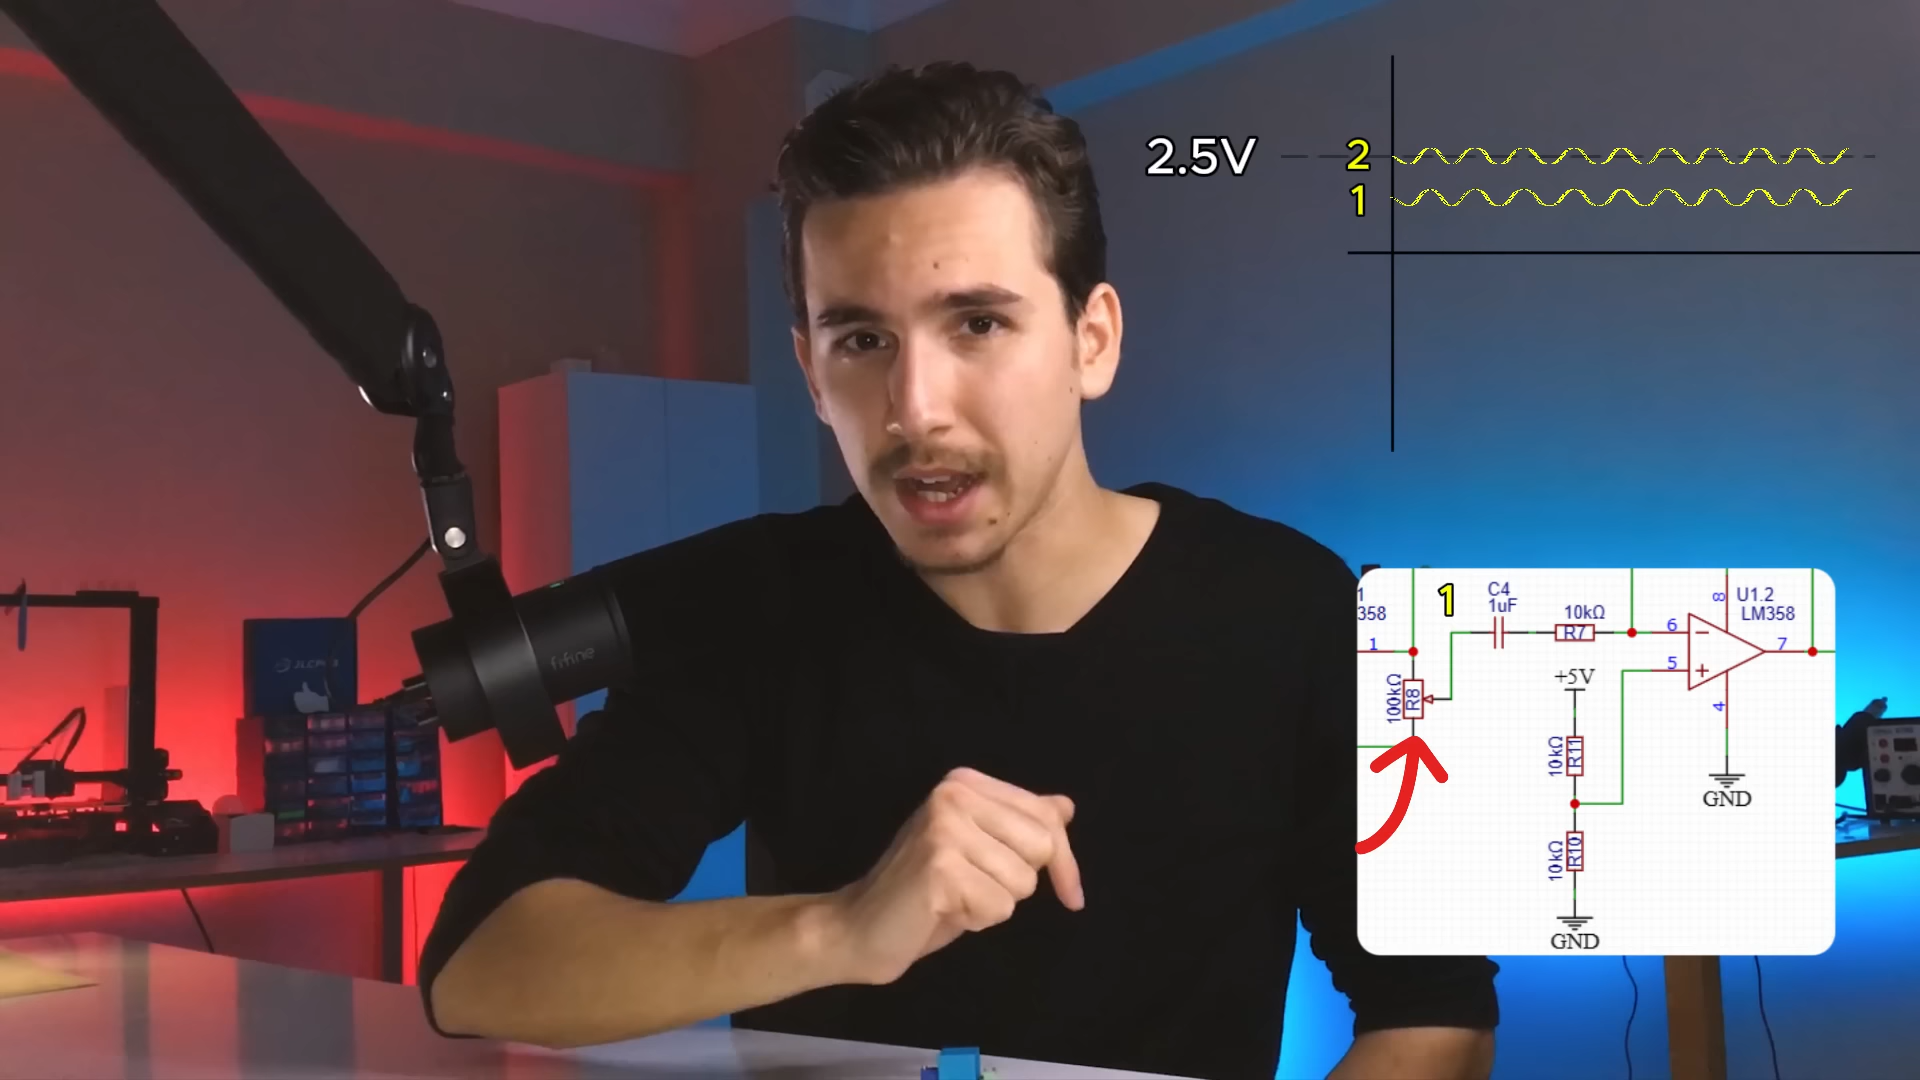 2.5V
2
1
1
358
1
1
C4
1uF
10kΩ
R7
6
8
U1.2
LM358
5
7
4
+5V
100kΩ
R8
10kΩ
R11
10kΩ
R10
GND
GND
fifine